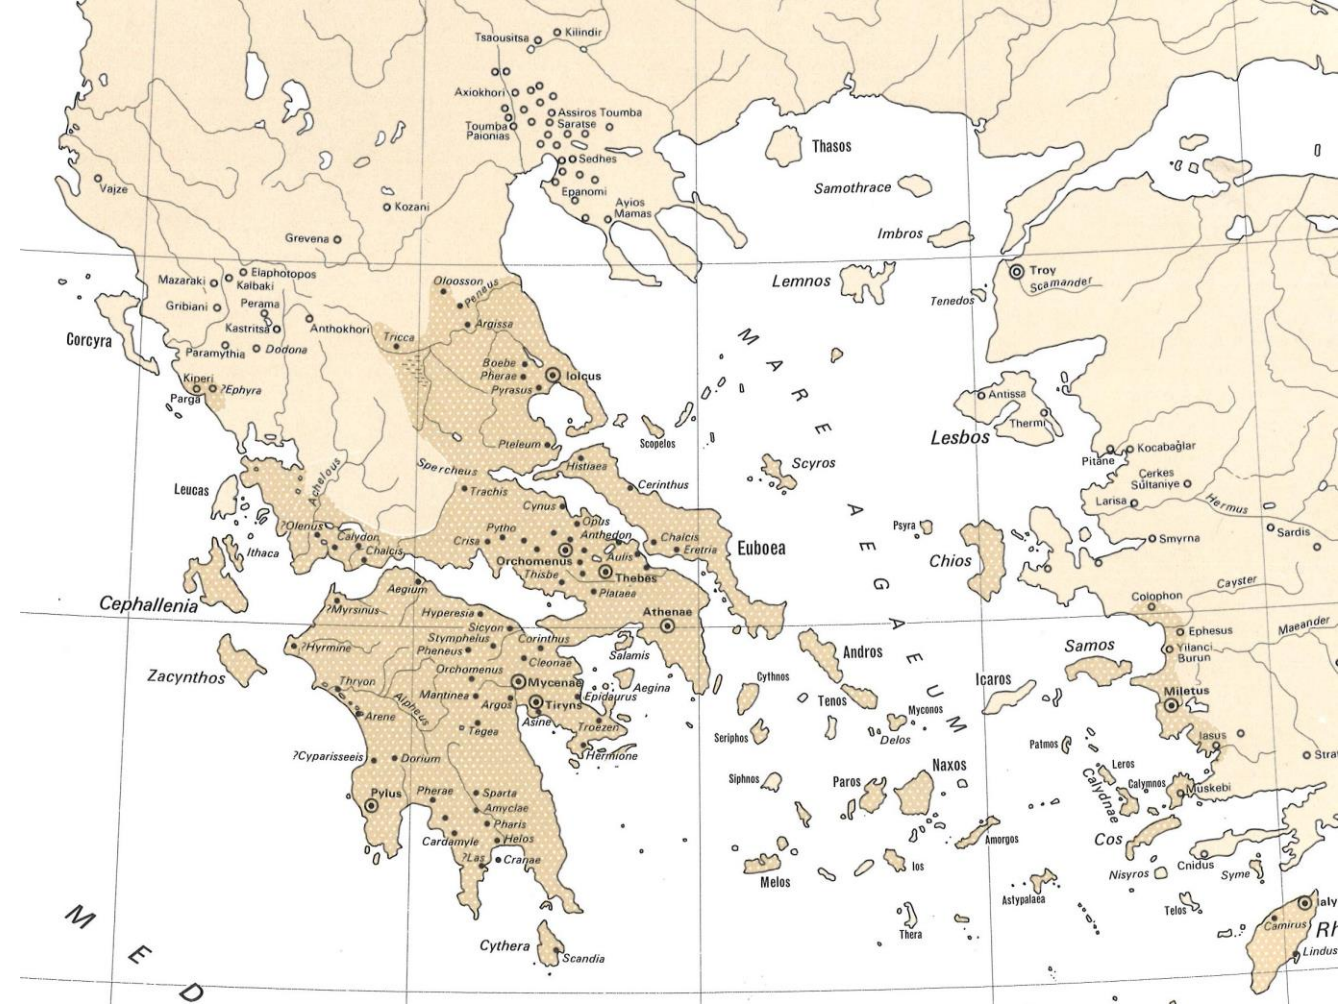 Tsaousitsa
Kilindir
Axiokhori
Assiros Toumba
Saratse
Toumba
Paionias
Sedhes
Epanomi
Ayios
Mamas
Thasos
Samothrace
Imbros
Vajze
Kozani
Grevena
Mazaraki
Elaphotopos
Kalbaki
Gribiani
Perama
Kastritsa
Anthokhori
Paramythia
Dodona
Kiperi
?Ephyra
Parga
Corcyra
Oloosson
Peneus
Argissa
Tricca
Boebe
Pherae
Iolcus
Pyrasus
Pteleum
Lemnos
Tenedos
Troy
Scamander
MARE AEGAEUM
Scopelos
Scyros
Antissa
Thermi
Lesbos
Kocabağlar
Pitane
Çerkes
Sultaniye
Larisa
Hermus
Sardis
Smyrna
Psyra
Chios
Cayster
Colophon
Ephesus
Maeander
Yilanci
Burun
Samos
Miletus
Iasus
Strat
Leucas
Achelous
Spercheus
Histiaea
Cerinthus
Trachis
Cynus
?Olenus
Calydon
Chalcis
Pytho
Crisa
Opus
Anthedon
Chalcis
Eretria
Euboea
Orchomenus
Aulis
Thisbe
Thebes
Plataea
Ithaca
Cephallenia
Zacynthos
Aegium
?Myrsinus
Hyperesia
Sicyon
Athenae
?Hyrmine
Stymphelus
Pheneus
Corinthus
Cleonae
Salamis
Orchomenus
Mycenae
Aegina
Thryon
Alpheus
Mantinea
Argos
Tiryns
Epidaurus
Arene
Asine
Troezen
Tegea
Hermione
?Cyparisseeis
Dorium
Pylus
Pherae
Sparta
Amyclae
Pharis
Cardamyle
Helos
?Las
Cranae
Cythera
Scandia
Andros
Cythnos
Tenos
Icaros
Myconos
Seriphos
Delos
Patmos
Siphnos
Paros
Naxos
Leros
Calydnae
Calymnos
Muskebi
Amorgos
Cos
Melos
Ios
Nisyros
Cnidus
Syme
Astypalaea
Telos
Thera
Ialy
Camirus
Rh
Lindus
MED